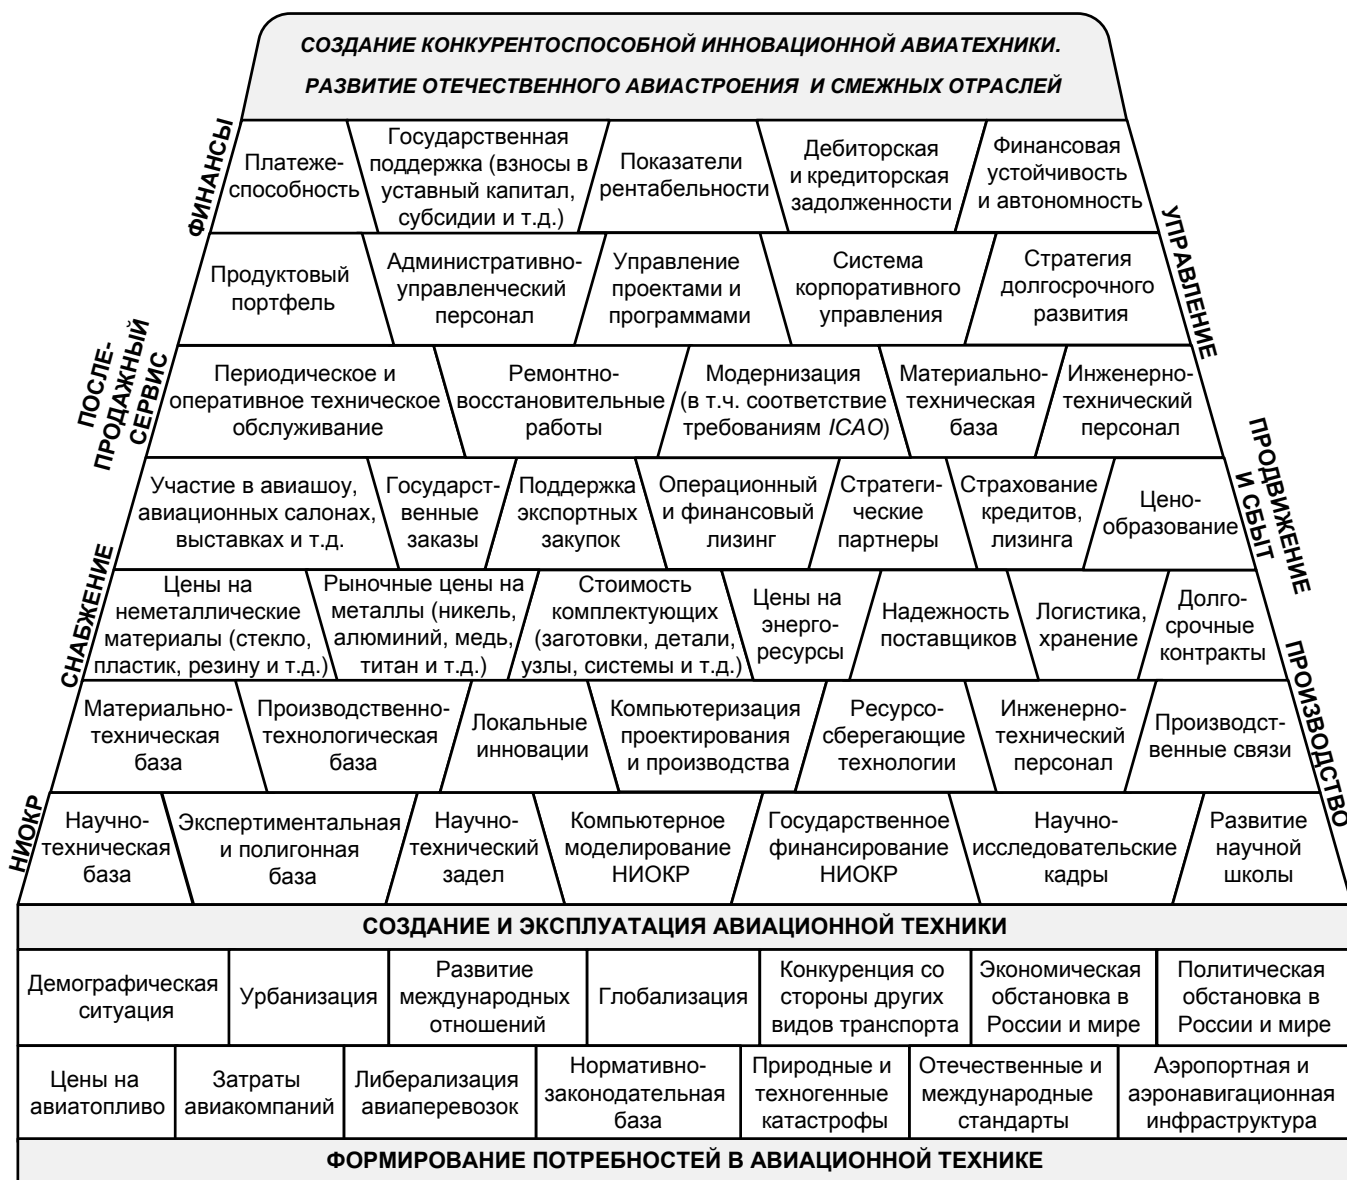 СОЗДАНИЕ КОНКУРЕНТОСПОСОБНОЙ ИННОВАЦИОННОЙ АВИАТЕХНИКИ.
РАЗВИТИЕ ОТЕЧЕСТВЕННОГО АВИАСТРОЕНИЯ И СМЕЖНЫХ ОТРАСЛЕЙ
ФИНАНСЫ
Платеже-
способность
Государственная
поддержка (взносы в
уставный капитал,
субсидии и т.д.)
Показатели
рентабельности
Дебиторская
и кредиторская
задолженности
Финансовая
устойчивость
и автономность
УПРАВЛЕНИЕ
Продуктовый
портфель
Административно-
управленческий
персонал
Управление
проектами и
программами
Система
корпоративного
управления
Стратегия
долгосрочного
развития
ПОСЛЕ-
ПРОДАЖНЫЙ
СЕРВИС
Периодическое и
оперативное техническое
обслуживание
Ремонтно-
восстановительные
работы
Модернизация
(в т.ч. соответствие
требованиям ICAO)
Материально-
техническая
база
Инженерно-
технический
персонал
ПРОДВИЖЕНИЕ
И СБЫТ
Участие в авиашоу,
авиационных салонах,
выставках и т.д.
Государст-
венные
заказы
Поддержка
экспортных
закупок
Операционный
и финансовый
лизинг
Стратеги-
ческие
партнеры
Страхование
кредитов,
лизинга
Цено-
образование
СНАБЖЕНИЕ
Цены на
неметаллические
материалы (стекло,
пластик, резину и т.д.)
Рыночные цены на
металлы (никель,
алюминий, медь,
титан и т.д.)
Стоимость
комплектующих
(заготовки, детали,
узлы, системы и т.д.)
Цены на
энерго-
ресурсы
Надежность
поставщиков
Логистика,
хранение
Долго-
срочные
контракты
ПРОИЗВОДСТВО
Материально-
техническая
база
Производственно-
технологическая
база
Локальные
инновации
Компьютеризация
проектирования
и производства
Ресурсо-
сберегающие
технологии
Инженерно-
технический
персонал
Производст-
венные связи
НИОКР
Научно-
техническая
база
Экспертиментальная
и полигонная
база
Научно-
технический
задел
Компьютерное
моделирование
НИОКР
Государственное
финансирование
НИОКР
Научно-
исследовательские
кадры
Развитие
научной
школы
СОЗДАНИЕ И ЭКСПЛУАТАЦИЯ АВИАЦИОННОЙ ТЕХНИКИ
Демографическая
ситуация
Урбанизация
Развитие
международных
отношений
Глобализация
Конкуренция со
стороны других
видов транспорта
Экономическая
обстановка в
России и мире
Политическая
обстановка в
России и мире
Цены на
авиатопливо
Затраты
авиакомпаний
Либерализация
авиаперевозок
Нормативно-
законодательная
база
Природные и
техногенные
катастрофы
Отечественные и
международные
стандарты
Аэропортная и
аэронавигационная
инфраструктура
ФОРМИРОВАНИЕ ПОТРЕБНОСТЕЙ В АВИАЦИОННОЙ ТЕХНИКЕ